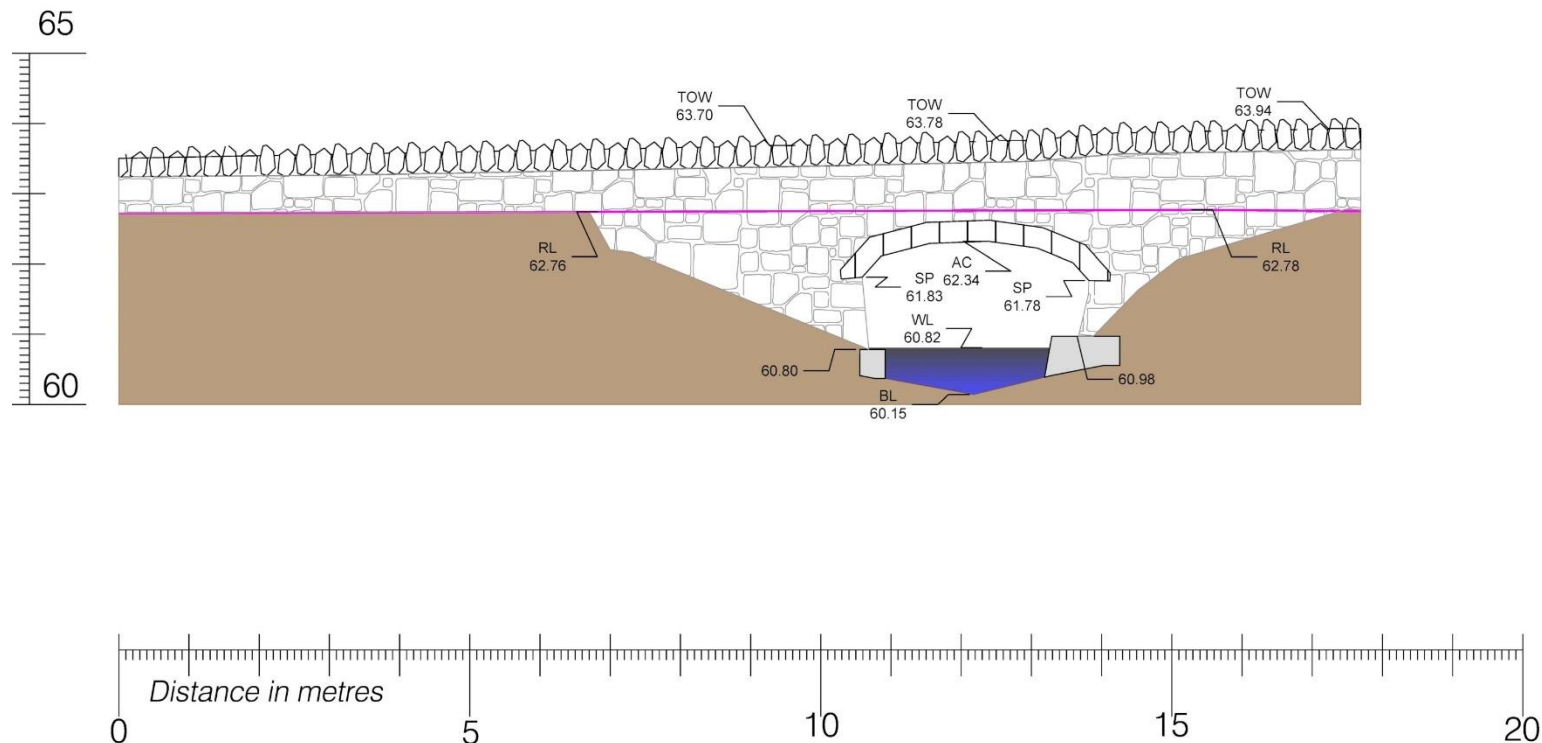 65
TOW
63.70
TOW
63.78
TOW
63.94
RL
62.76
SP
61.83
AC
62.34
SP
61.78
RL
62.78
WL
60.82
60.80
60.98
60
BL
60.15
Distance in metres
0
5
10
15
20